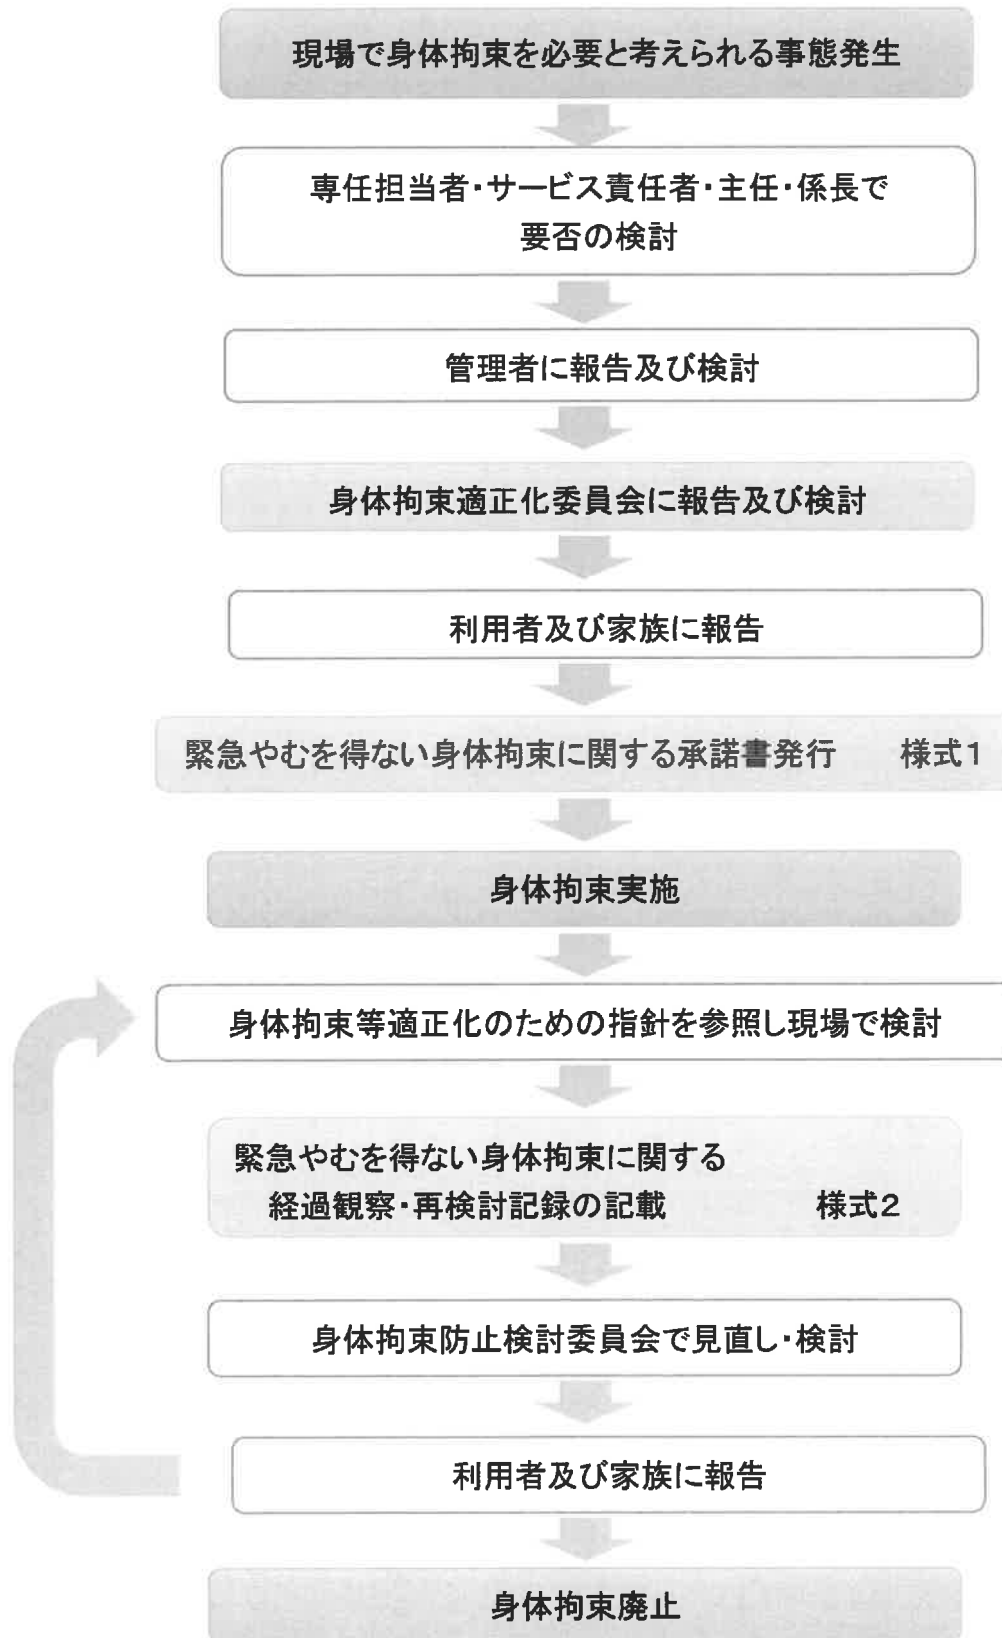 現場で身体拘束を必要と考えられる事態発生
専任担当者・サービス責任者・主任・係長で
要否の検討
管理者に報告及び検討
身体拘束適正化委員会に報告及び検討
利用者及び家族に報告
緊急やむを得ない身体拘束に関する承諾書発行　　様式1
身体拘束実施
身体拘束等適正化のための指針を参照し現場で検討
緊急やむを得ない身体拘束に関する
経過観察・再検討記録の記載　　　　様式2
身体拘束防止検討委員会で見直し・検討
利用者及び家族に報告
身体拘束廃止